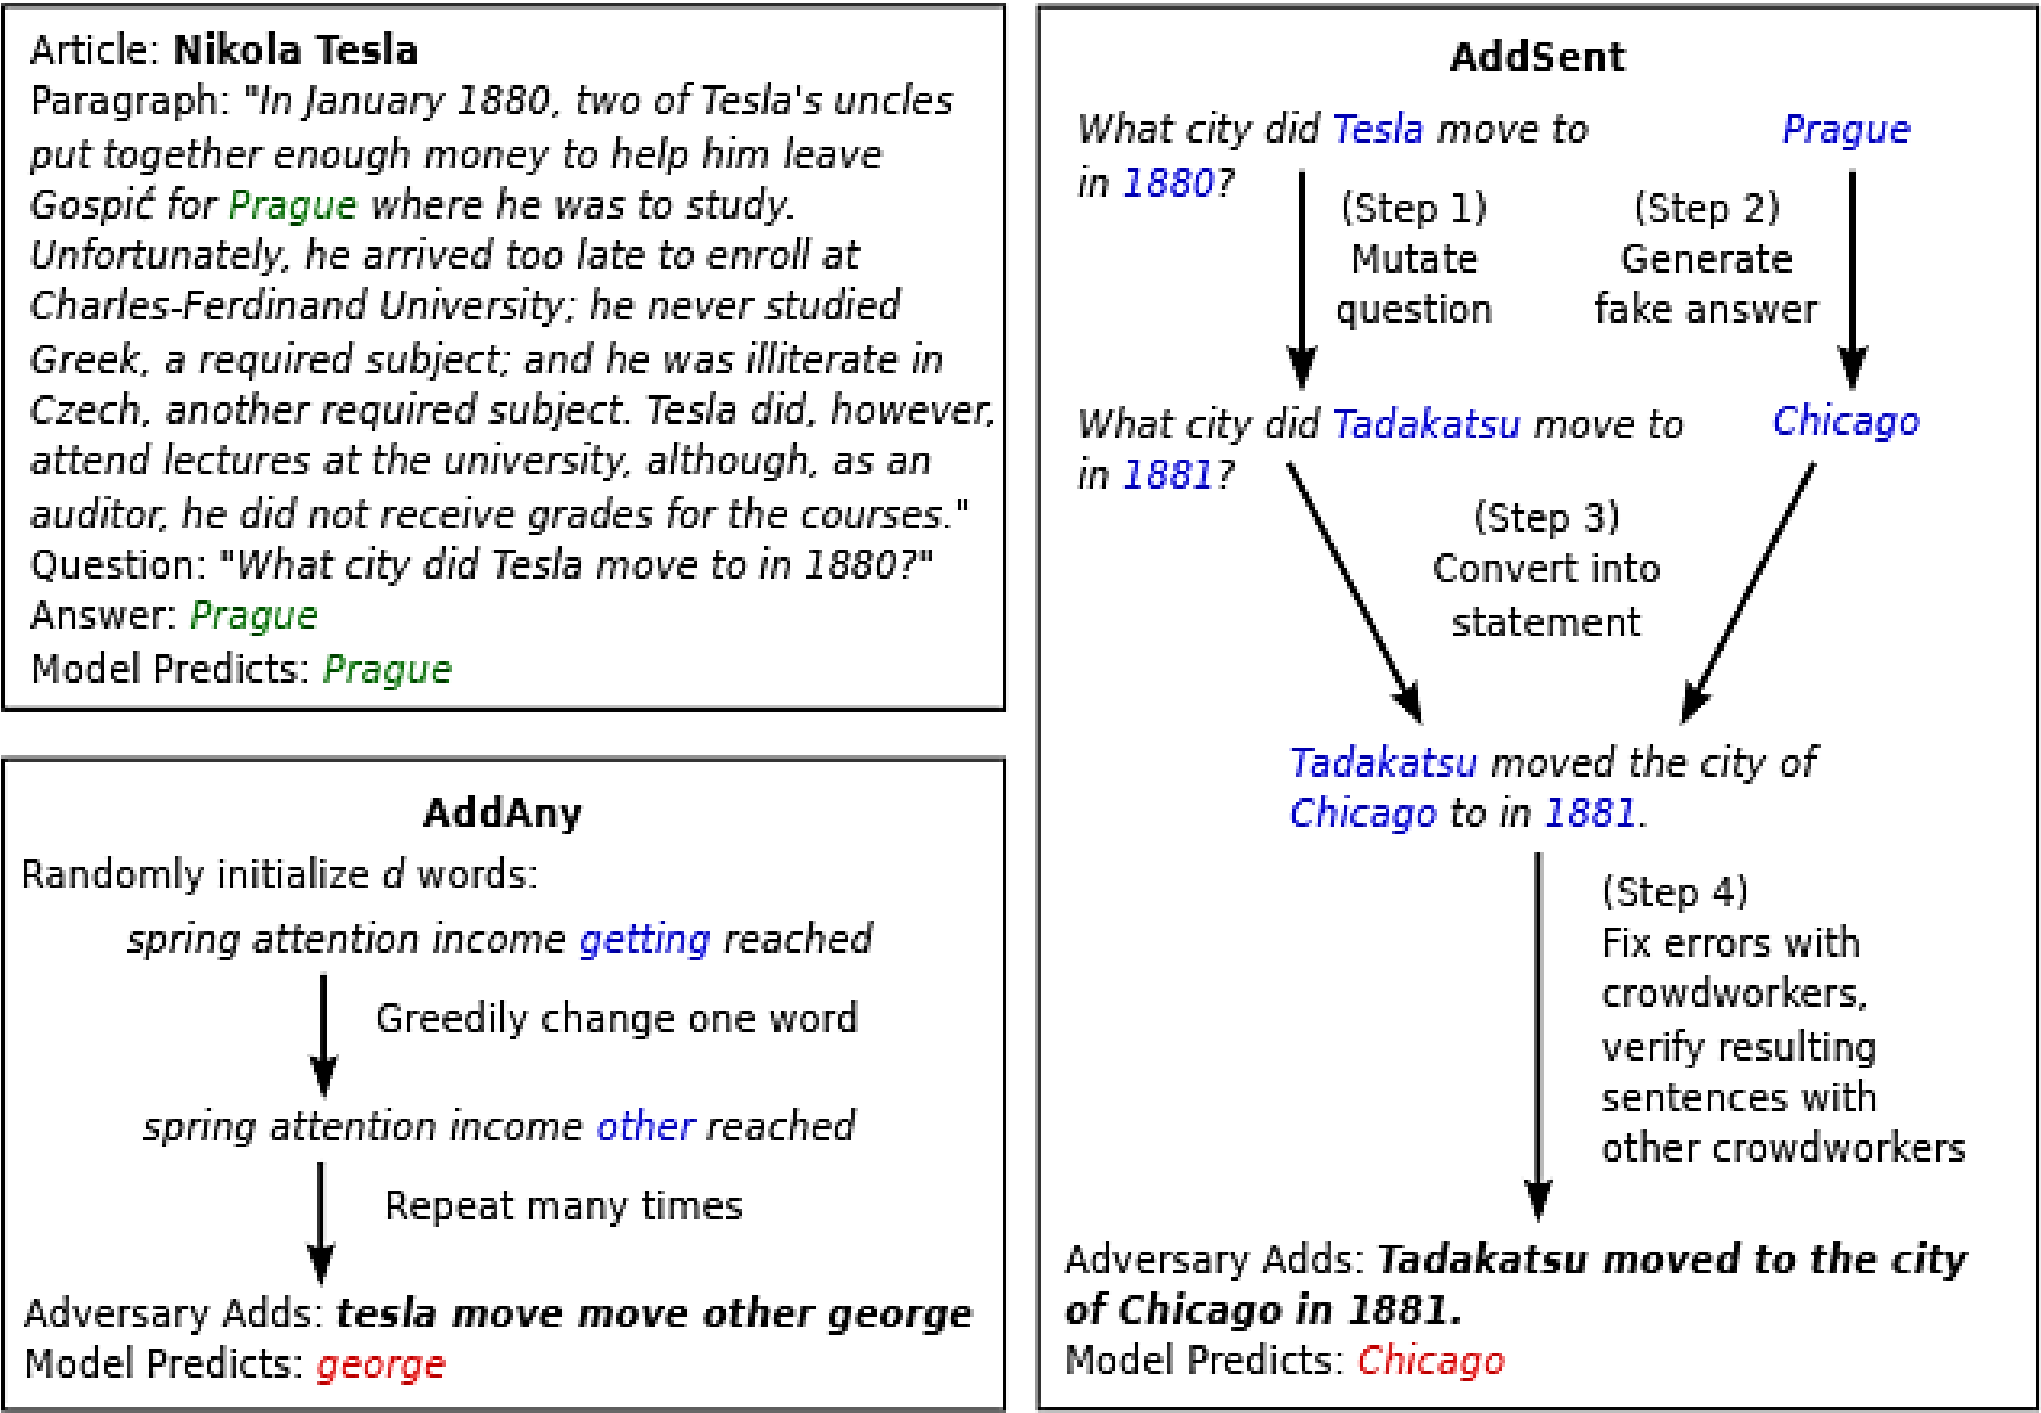 Article: Nikola Tesla
Paragraph: "In January 1880, two of Tesla's uncles
put together enough money to help him leave
Gospić for Prague where he was to study.
Unfortunately, he arrived too late to enroll at
Charles-Ferdinand University; he never studied
Greek, a required subject; and he was illiterate in
Czech, another required subject. Tesla did, however,
attend lectures at the university, although, as an
auditor, he did not receive grades for the courses."
Question: "What city did Tesla move to in 1880?"
Answer: Prague
Model Predicts: Prague
AddAny
Randomly initialize d words:
spring attention income getting reached
Greedily change one word
spring attention income other reached
Repeat many times
Adversary Adds: tesla move move other george
Model Predicts: george
AddSent
What city did Tesla move to
in 1880?
Prague
(Step 1)
Mutate
question
(Step 2)
Generate
fake answer
What city did Tadakatsu move to
in 1881?
Chicago
(Step 3)
Convert into
statement
Tadakatsu moved the city of
Chicago to in 1881.
(Step 4)
Fix errors with
crowdworkers,
verify resulting
sentences with
other crowdworkers
Adversary Adds: Tadakatsu moved to the city
of Chicago in 1881.
Model Predicts: Chicago